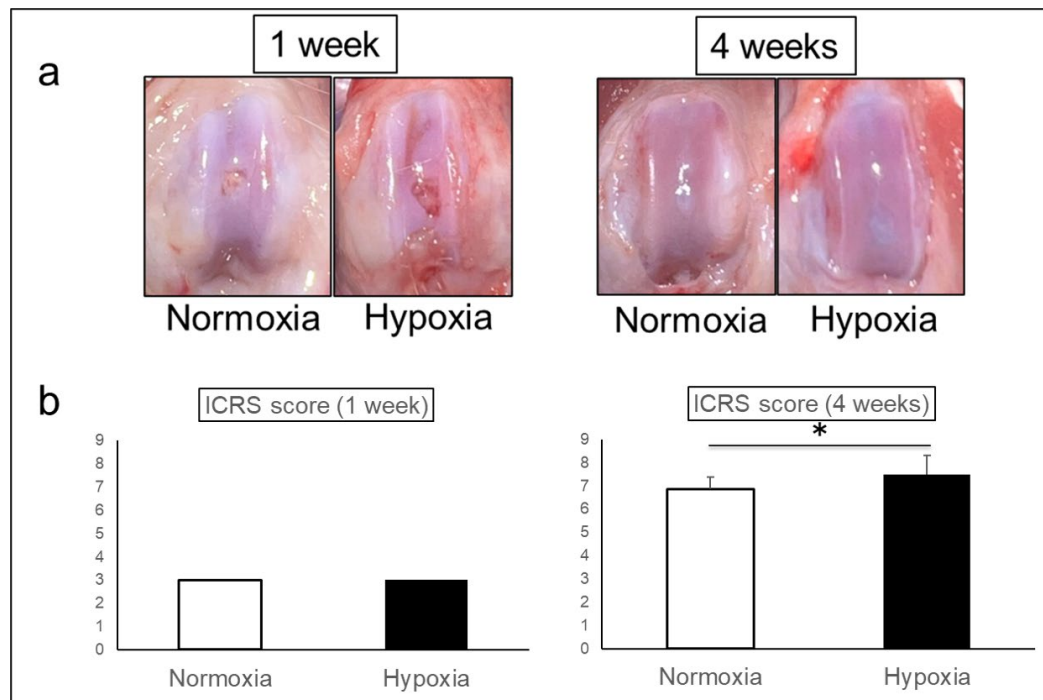 1 week
4 weeks
a
Normoxia
Hypoxia
Normoxia
Hypoxia
b
ICRS score (1 week)
9
8
7
6
5
4
3
2
1
0
Normoxia
Hypoxia
ICRS score (4 weeks)
*
9
8
7
6
5
4
3
2
1
0
Normoxia
Hypoxia